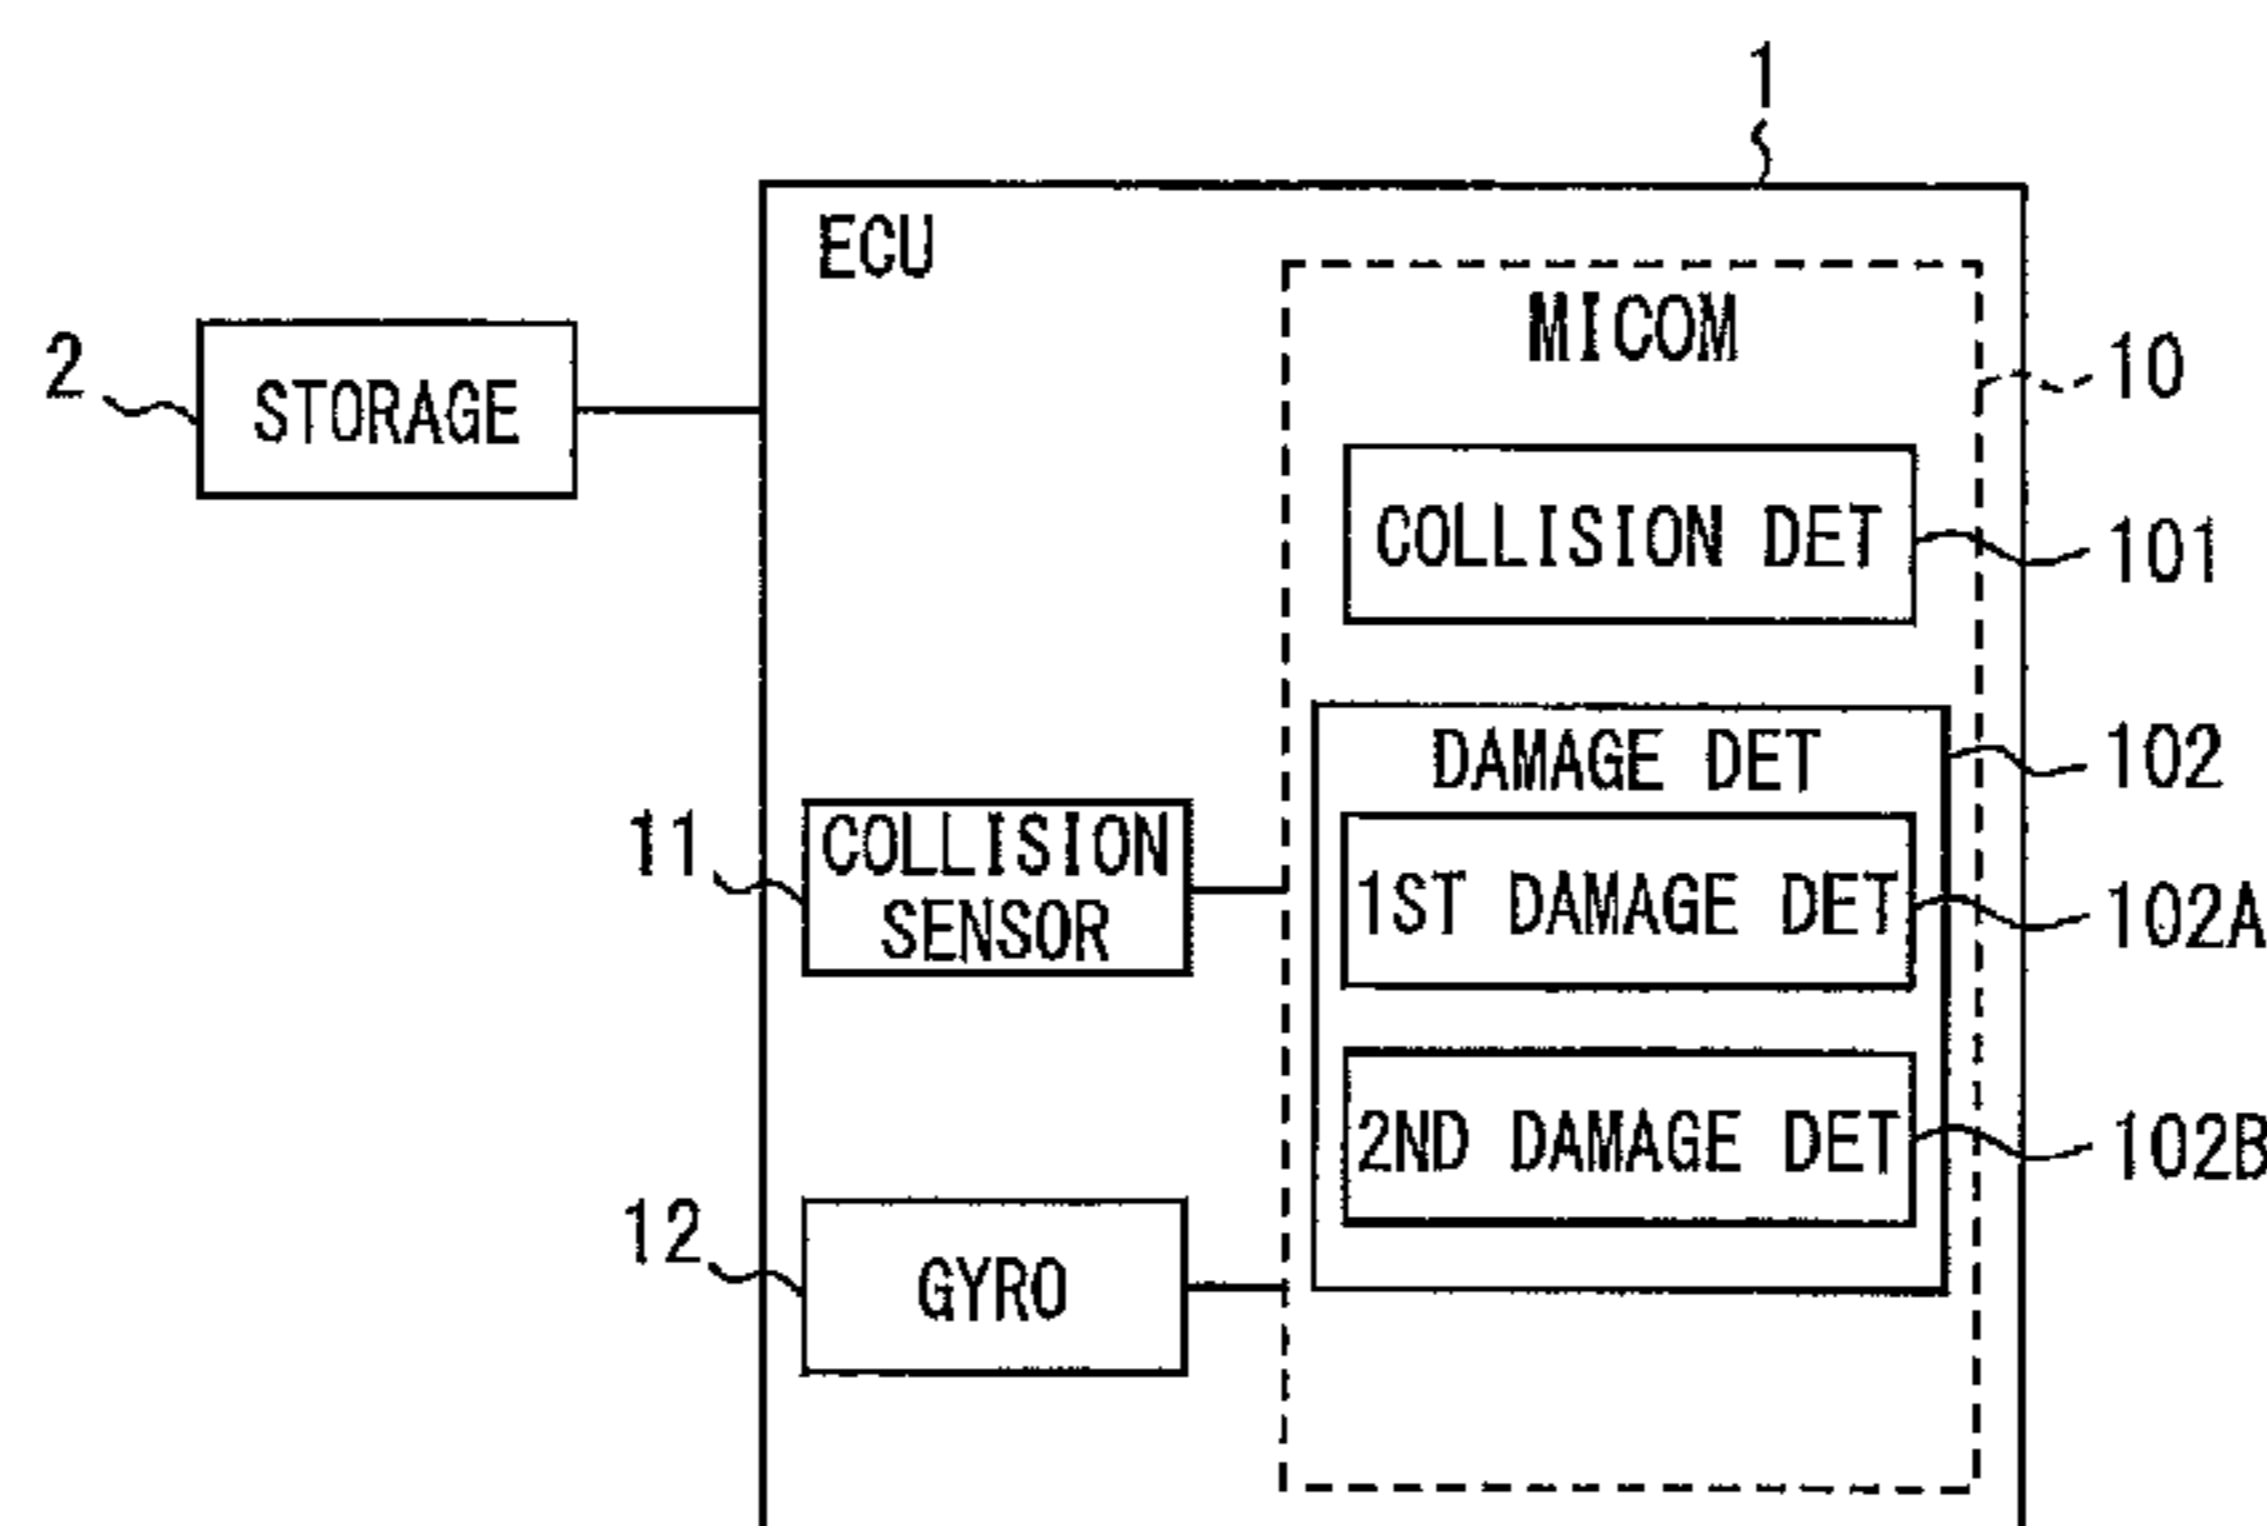 1
ECU
MICOM
2
STORAGE
10
COLLISION DET
101
DAMAGE DET
102
11
COLLISION
SENSOR
1ST DAMAGE DET
102A
2ND DAMAGE DET
102B
12
GYRO